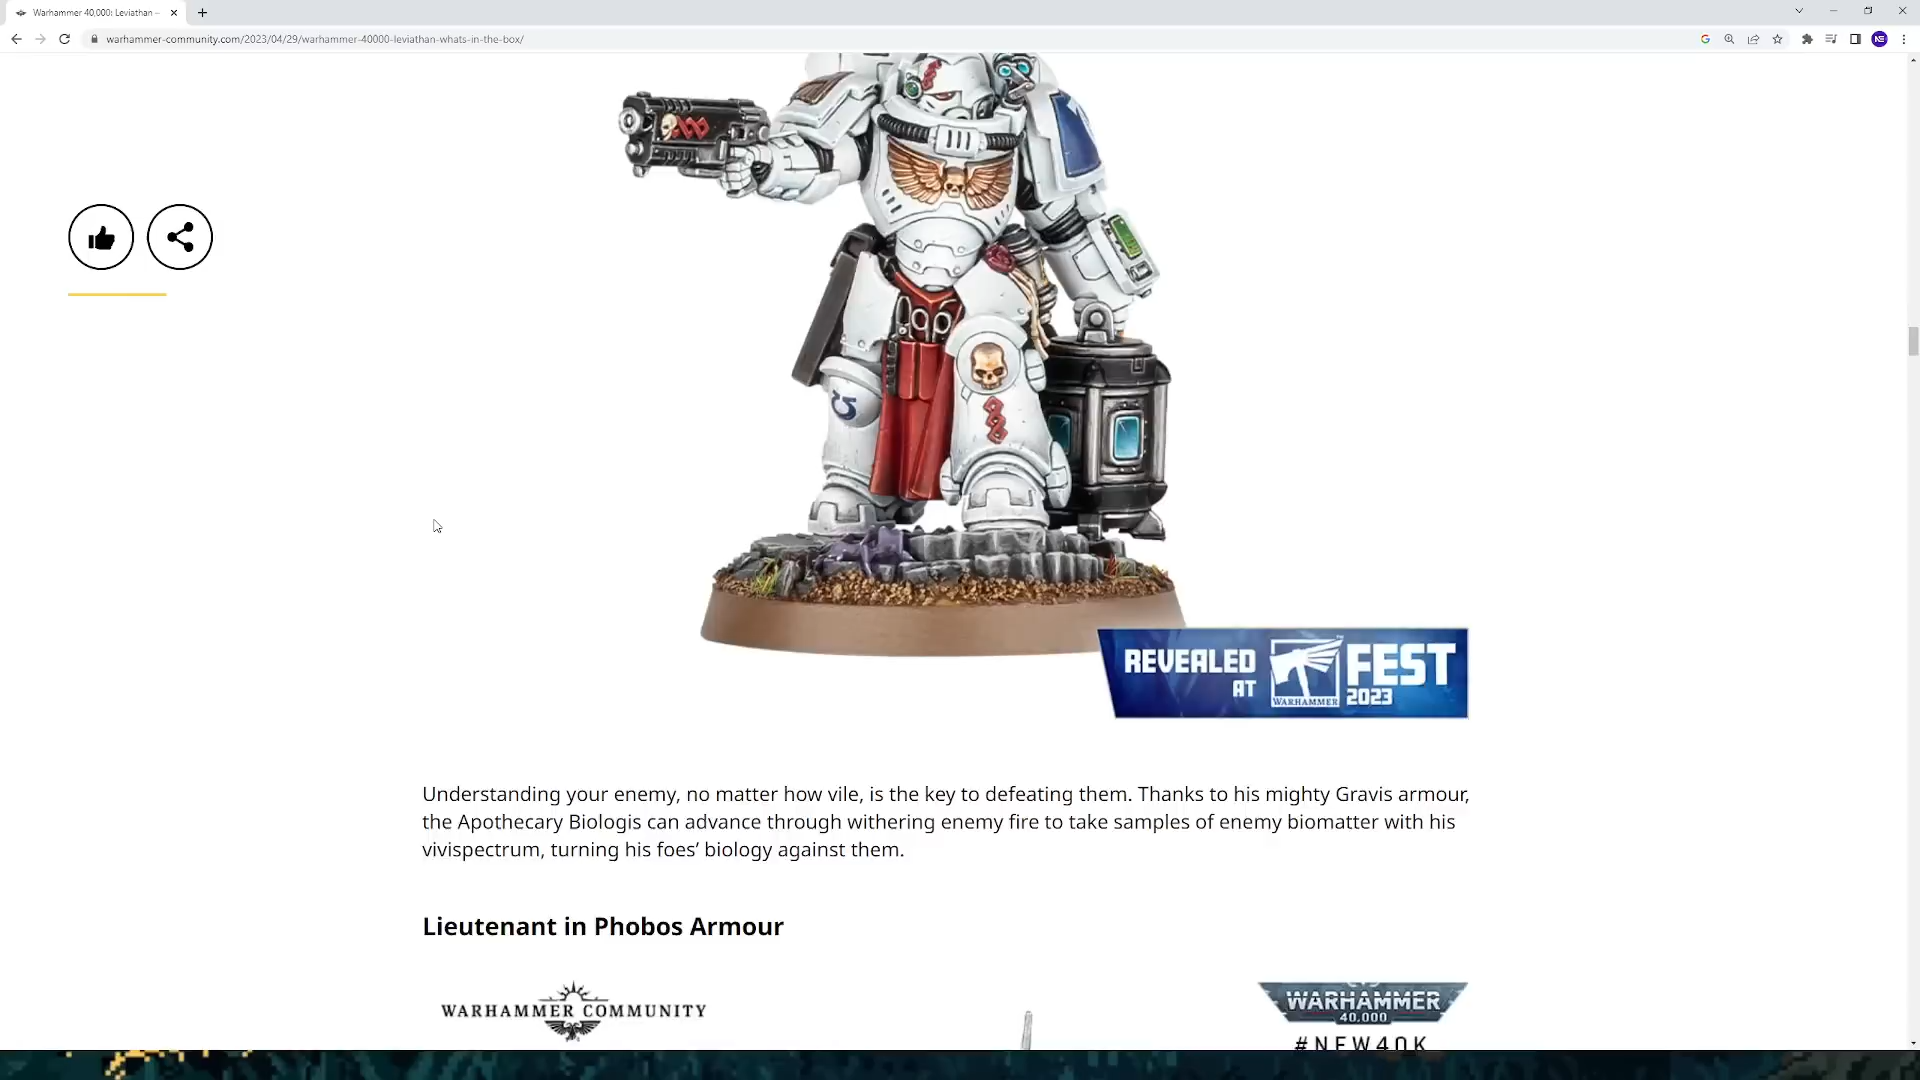 Warhammer 40,000: Leviathan –
warhammer-community.com/2023/04/29/warhammer-40000-leviathan-whats-in-the-box/
REVEALED
AT
WARHAMMER
FEST
2023
Understanding your enemy, no matter how vile, is the key to defeating them. Thanks to his mighty Gravis armour,
the Apothecary Biologis can advance through withering enemy fire to take samples of enemy biomatter with his
vivispectrum, turning his foes’ biology against them.
Lieutenant in Phobos Armour
WARHAMMER COMMUNITY
WARHAMMER
40,000
#NEW40K